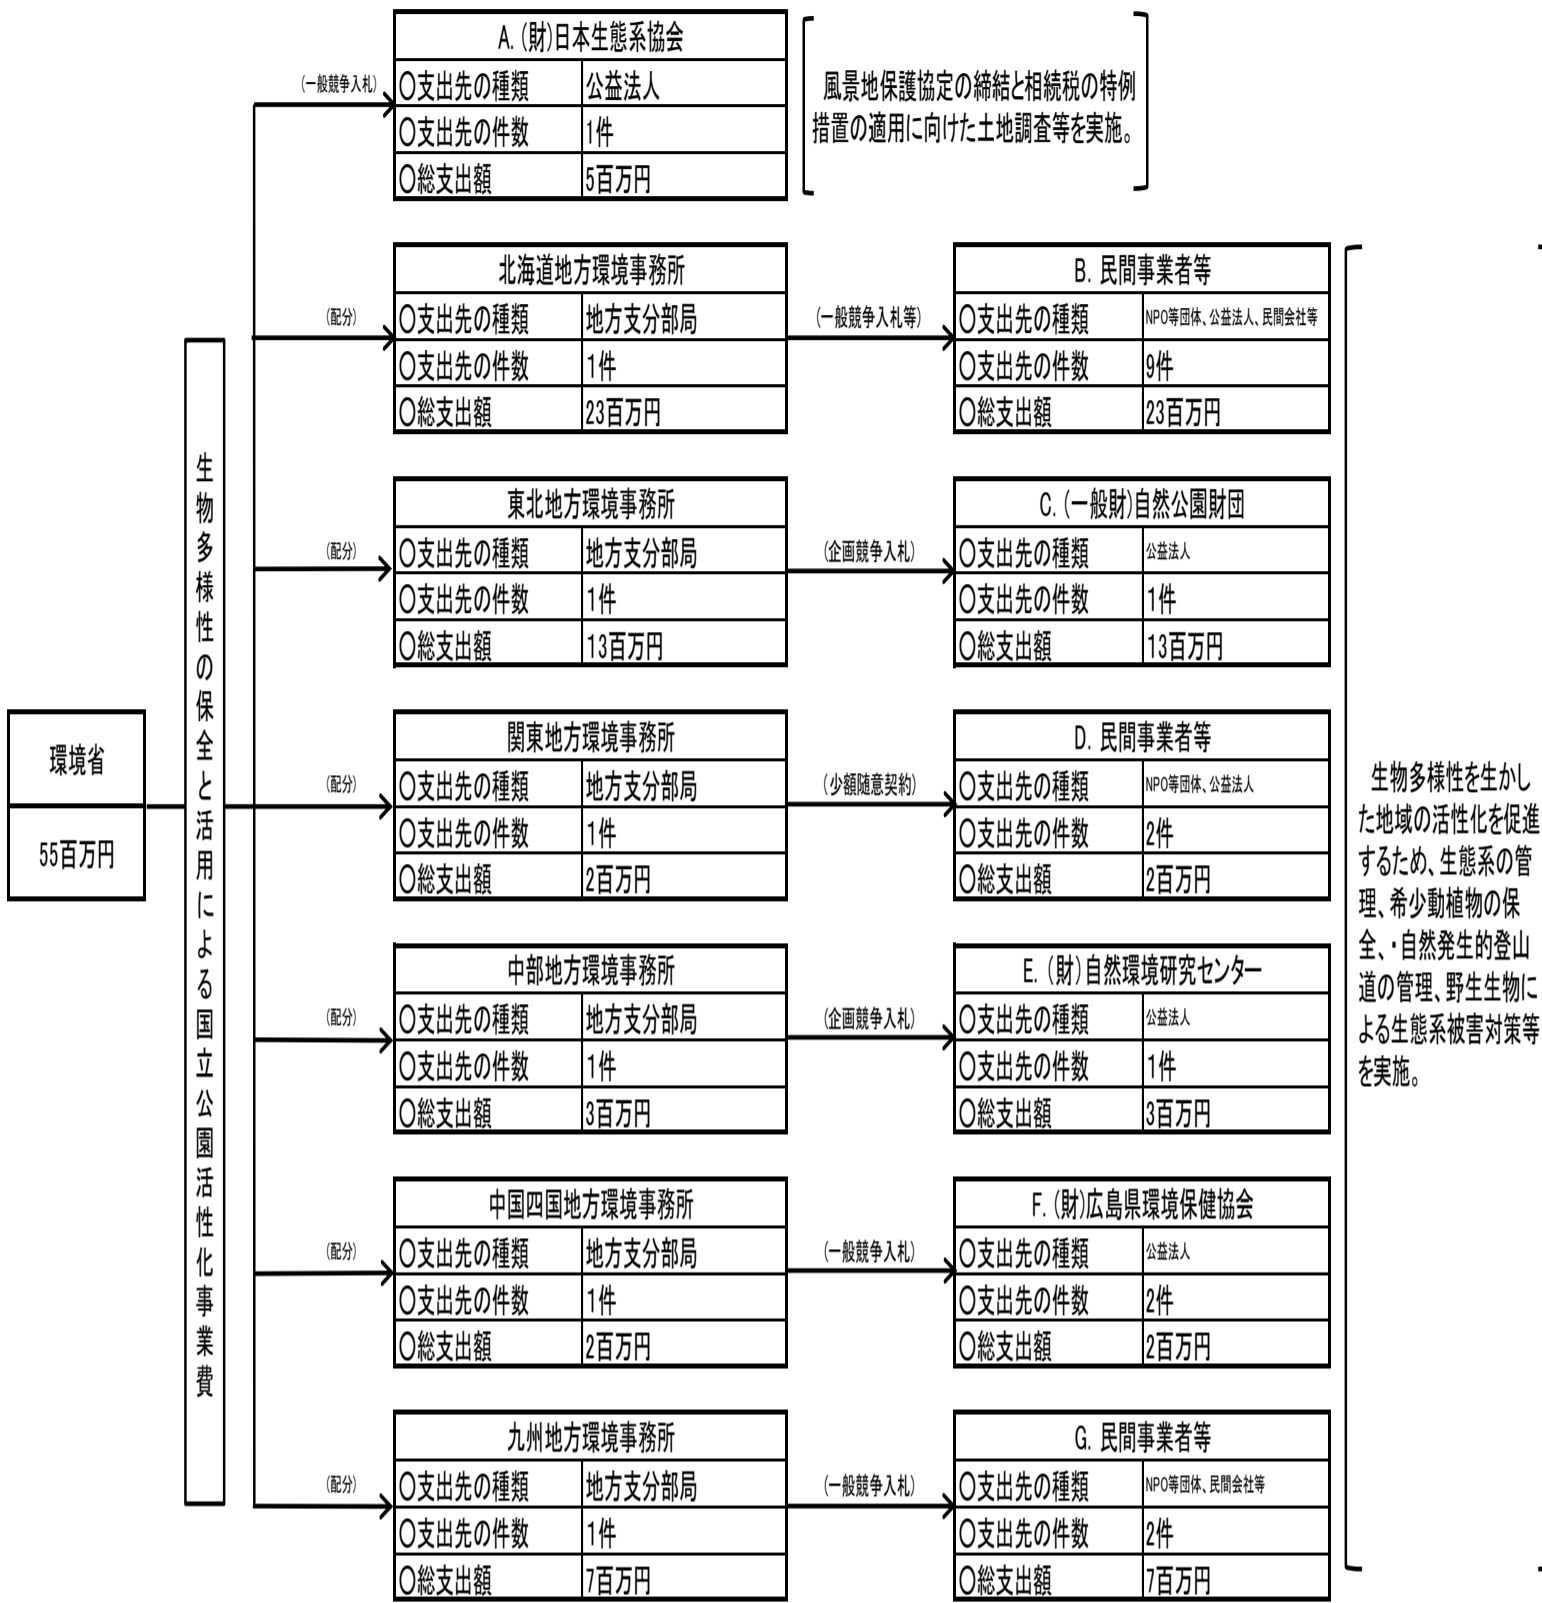 環境省
55百万円
生物多様性の保全と活用による国立公園活性化事業費
(一般競争入札)
A.(財)日本生態系協会
○支出先の種類 公益法人
○支出先の件数 1件
○総支出額 5百万円
風景地保護協定の締結と相続税の特例
措置の適用に向けた土地調査等を実施。
(配分)
北海道地方環境事務所
○支出先の種類 地方支分部局
○支出先の件数 1件
○総支出額 23百万円
(一般競争入札等)
B. 民間事業者等
○支出先の種類 NPO等団体、公益法人、民間会社等
○支出先の件数 9件
○総支出額 23百万円
(配分)
東北地方環境事務所
○支出先の種類 地方支分部局
○支出先の件数 1件
○総支出額 13百万円
(企画競争入札)
C.(一般財)自然公園財団
○支出先の種類 公益法人
○支出先の件数 1件
○総支出額 13百万円
(配分)
関東地方環境事務所
○支出先の種類 地方支分部局
○支出先の件数 1件
○総支出額 2百万円
(少額随意契約)
D. 民間事業者等
○支出先の種類 NPO等団体、公益法人
○支出先の件数 2件
○総支出額 2百万円
(配分)
中部地方環境事務所
○支出先の種類 地方支分部局
○支出先の件数 1件
○総支出額 3百万円
(企画競争入札)
E.(財)自然環境研究センター
○支出先の種類 公益法人
○支出先の件数 1件
○総支出額 3百万円
(配分)
中国四国地方環境事務所
○支出先の種類 地方支分部局
○支出先の件数 1件
○総支出額 2百万円
(一般競争入札)
F.(財)広島県環境保健協会
○支出先の種類 公益法人
○支出先の件数 2件
○総支出額 2百万円
(配分)
九州地方環境事務所
○支出先の種類 地方支分部局
○支出先の件数 1件
○総支出額 7百万円
(一般競争入札)
G. 民間事業者等
○支出先の種類 NPO等団体、民間会社等
○支出先の件数 2件
○総支出額 7百万円
生物多様性を生かし
た地域の活性化を促進
するため、生態系の管
理、希少動植物の保
全、・自然発生的登山
道の管理、野生生物に
よる生態系被害対策等
を実施。